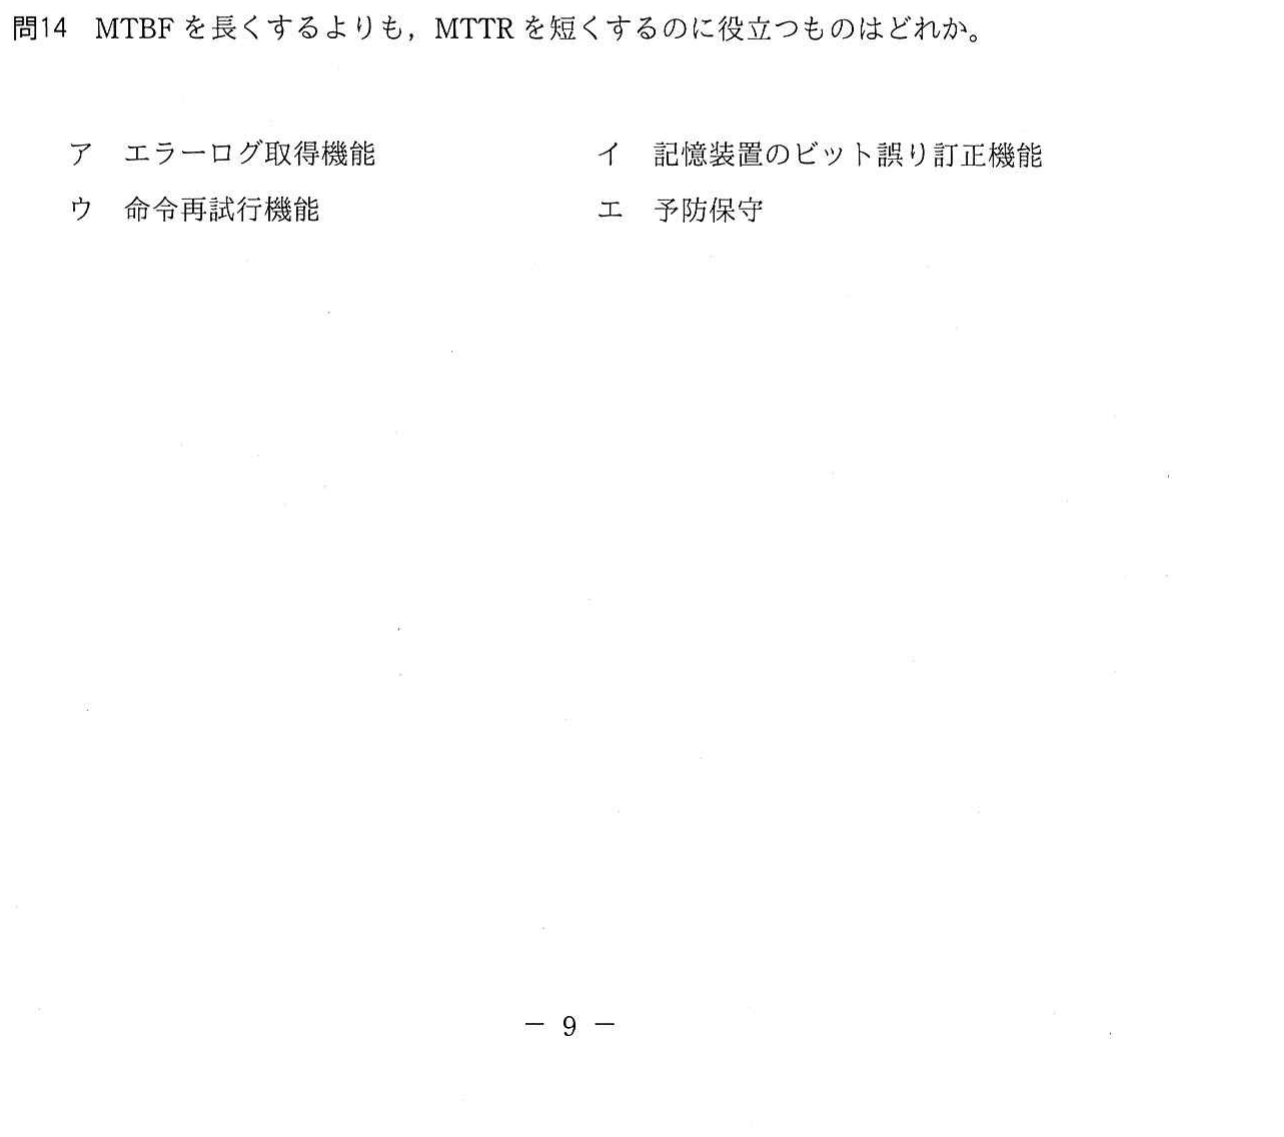 問14 MTBF を長くするよりも，MTTR を短くするのに役立つものはどれか。
ア エラーログ取得機能 イ 記憶装置のビット誤り訂正機能
ウ 命令再試行機能 エ 予防保守
－ 9 －